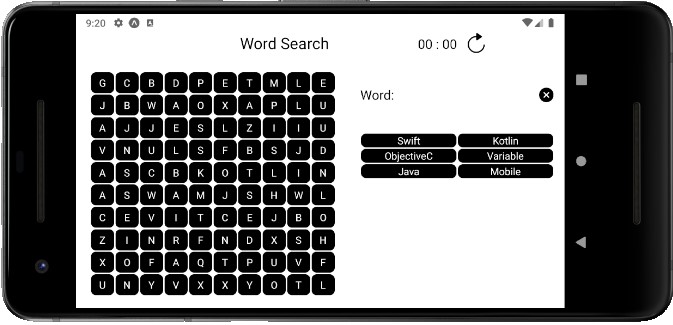 9:20
Word Search 00 : 00
G C B D P E T M L E
J B W A O X A P L U
A J J E S L Z I I U
V N U L S F B S J D
A S C B K O T L I N
A S W A M J S H W L
C E V I T C E J B O
Z I N R F N D X S H
X O F A Q T P U V F
U N Y V X X Y O T L
Word:
Swift Kotlin
ObjectiveC Variable
Java Mobile